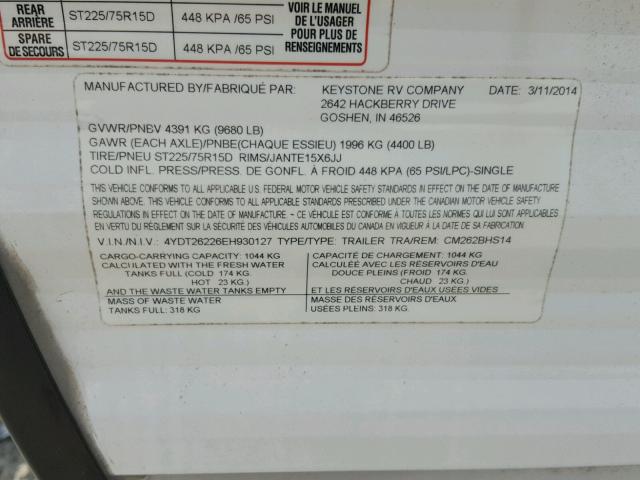 REAR
ARRIÈRE
ST225/75R15D
448 KPA /65 PSI
VOIR LE MANUEL
DE L'USAGER
POUR PLUS DE
RENSEIGNEMENTS
SPARE
DE SECOURS
ST225/75R15D
448 KPA /65 PSI
MANUFACTURED BY/FABRIQUÉ PAR: KEYSTONE RV COMPANY DATE: 3/11/2014
2642 HACKBERRY DRIVE
GOSHEN, IN 46526
GVWR/PNBV 4391 KG (9680 LB)
GAWR (EACH AXLE)/PNBE(CHAQUE ESSIEU) 1996 KG (4400 LB)
TIRE/PNEU ST225/75R15D RIMS/JANTE15X6JJ
COLD INFL. PRESS/PRESS. DE GONFL. À FROID 448 KPA (65 PSI/LPC)-SINGLE
THIS VEHICLE CONFORMS TO ALL APPLICABLE U.S. FEDERAL MOTOR VEHICLE SAFETY STANDARDS IN EFFECT ON THE DATE OF MANUFACTURE
SHOWN ABOVE. THIS VEHICLE CONFORMS TO ALL APPLICABLE STANDARDS PRESCRIBED UNDER THE CANADIAN MOTOR VEHICLE SAFETY
REGULATIONS IN EFFECT ON THE DATE OF MANUFACTURE – CE VÉHICULE EST CONFORME À TOUTES LES NORMES QUI LUI SONT APPLICABLES
EN VERTU DU RÈGLEMENT SUR LA SÉCURITÉ DES VÉHICULES AUTOMOBILES DU CANADA EN VIGUEUR À LA DATE DE SA FABRICATION
V.I.N./N.I.V.: 4YDT26226EH930127 TYPE/TYPE: TRAILER TRA/REM: CM262BHS14
CARGO-CARRYING CAPACITY: 1044 KG
CALCULATED WITH THE FRESH WATER
TANKS FULL (COLD 174 KG.
HOT 23 KG.)
AND THE WASTE WATER TANKS EMPTY
MASS OF WASTE WATER
TANKS FULL: 318 KG
CAPACITÉ DE CHARGEMENT: 1044 KG
CALCULÉE AVEC LES RÉSERVOIRS D'EAU
DOUCE PLEINS (FROID 174 KG.
CHAUD 23 KG.)
ET LES RÉSERVOIRS D'EAUX USÉES VIDES
MASSE DES RÉSERVOIRS D'EAUX
USÉES PLEINS: 318 KG